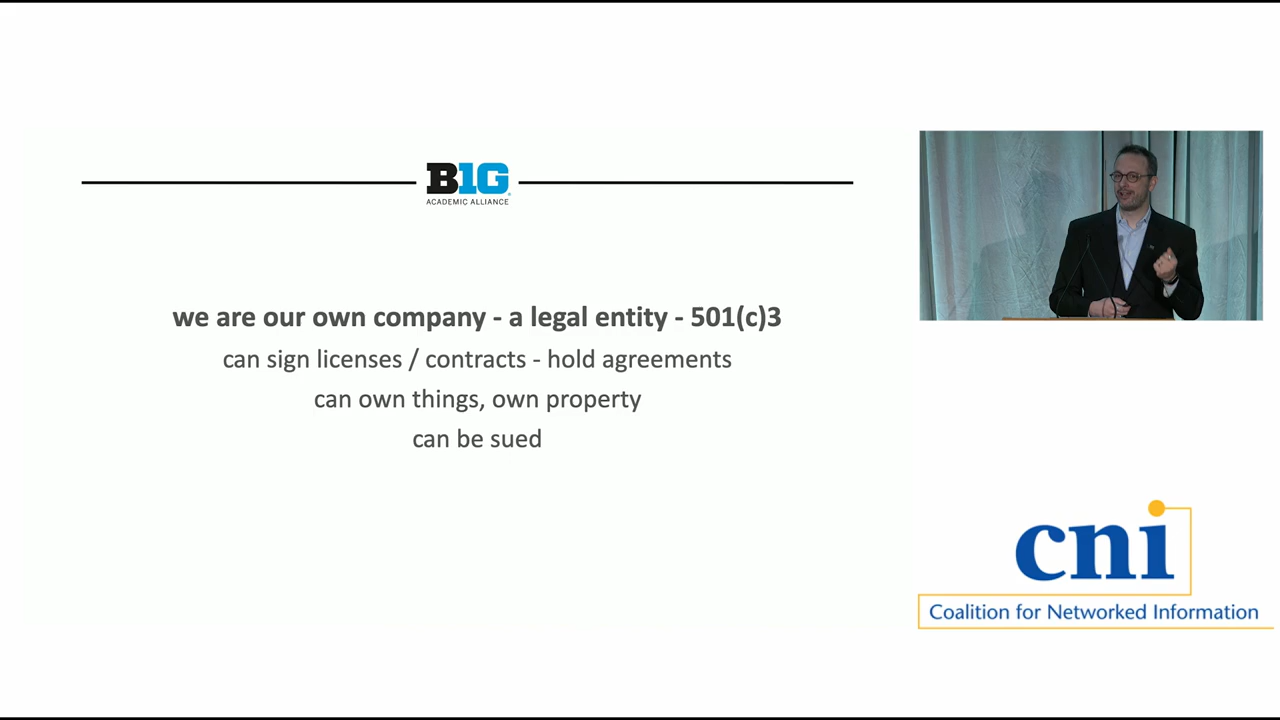 B1G
ACADEMIC ALLIANCE
we are our own company - a legal entity - 501(c)3
can sign licenses / contracts - hold agreements
can own things, own property
can be sued
cni
Coalition for Networked Information